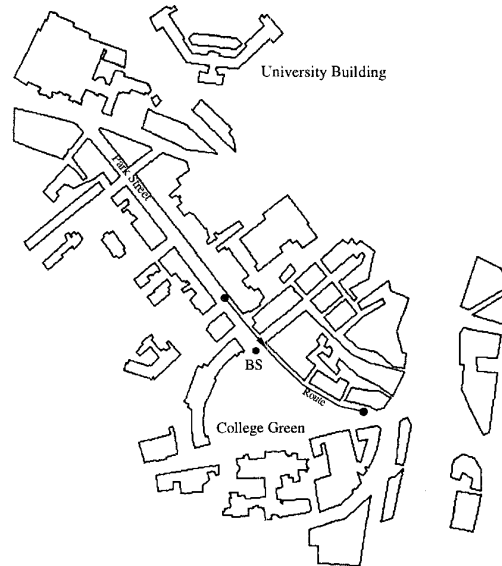 University Building
Park Street
BS
Route
College Green